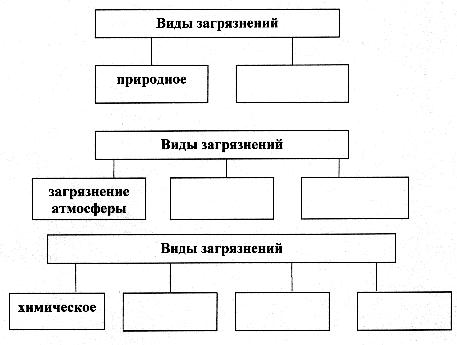 Виды загрязнений
природное
Виды загрязнений
загрязнение
атмосферы
Виды загрязнений
химическое